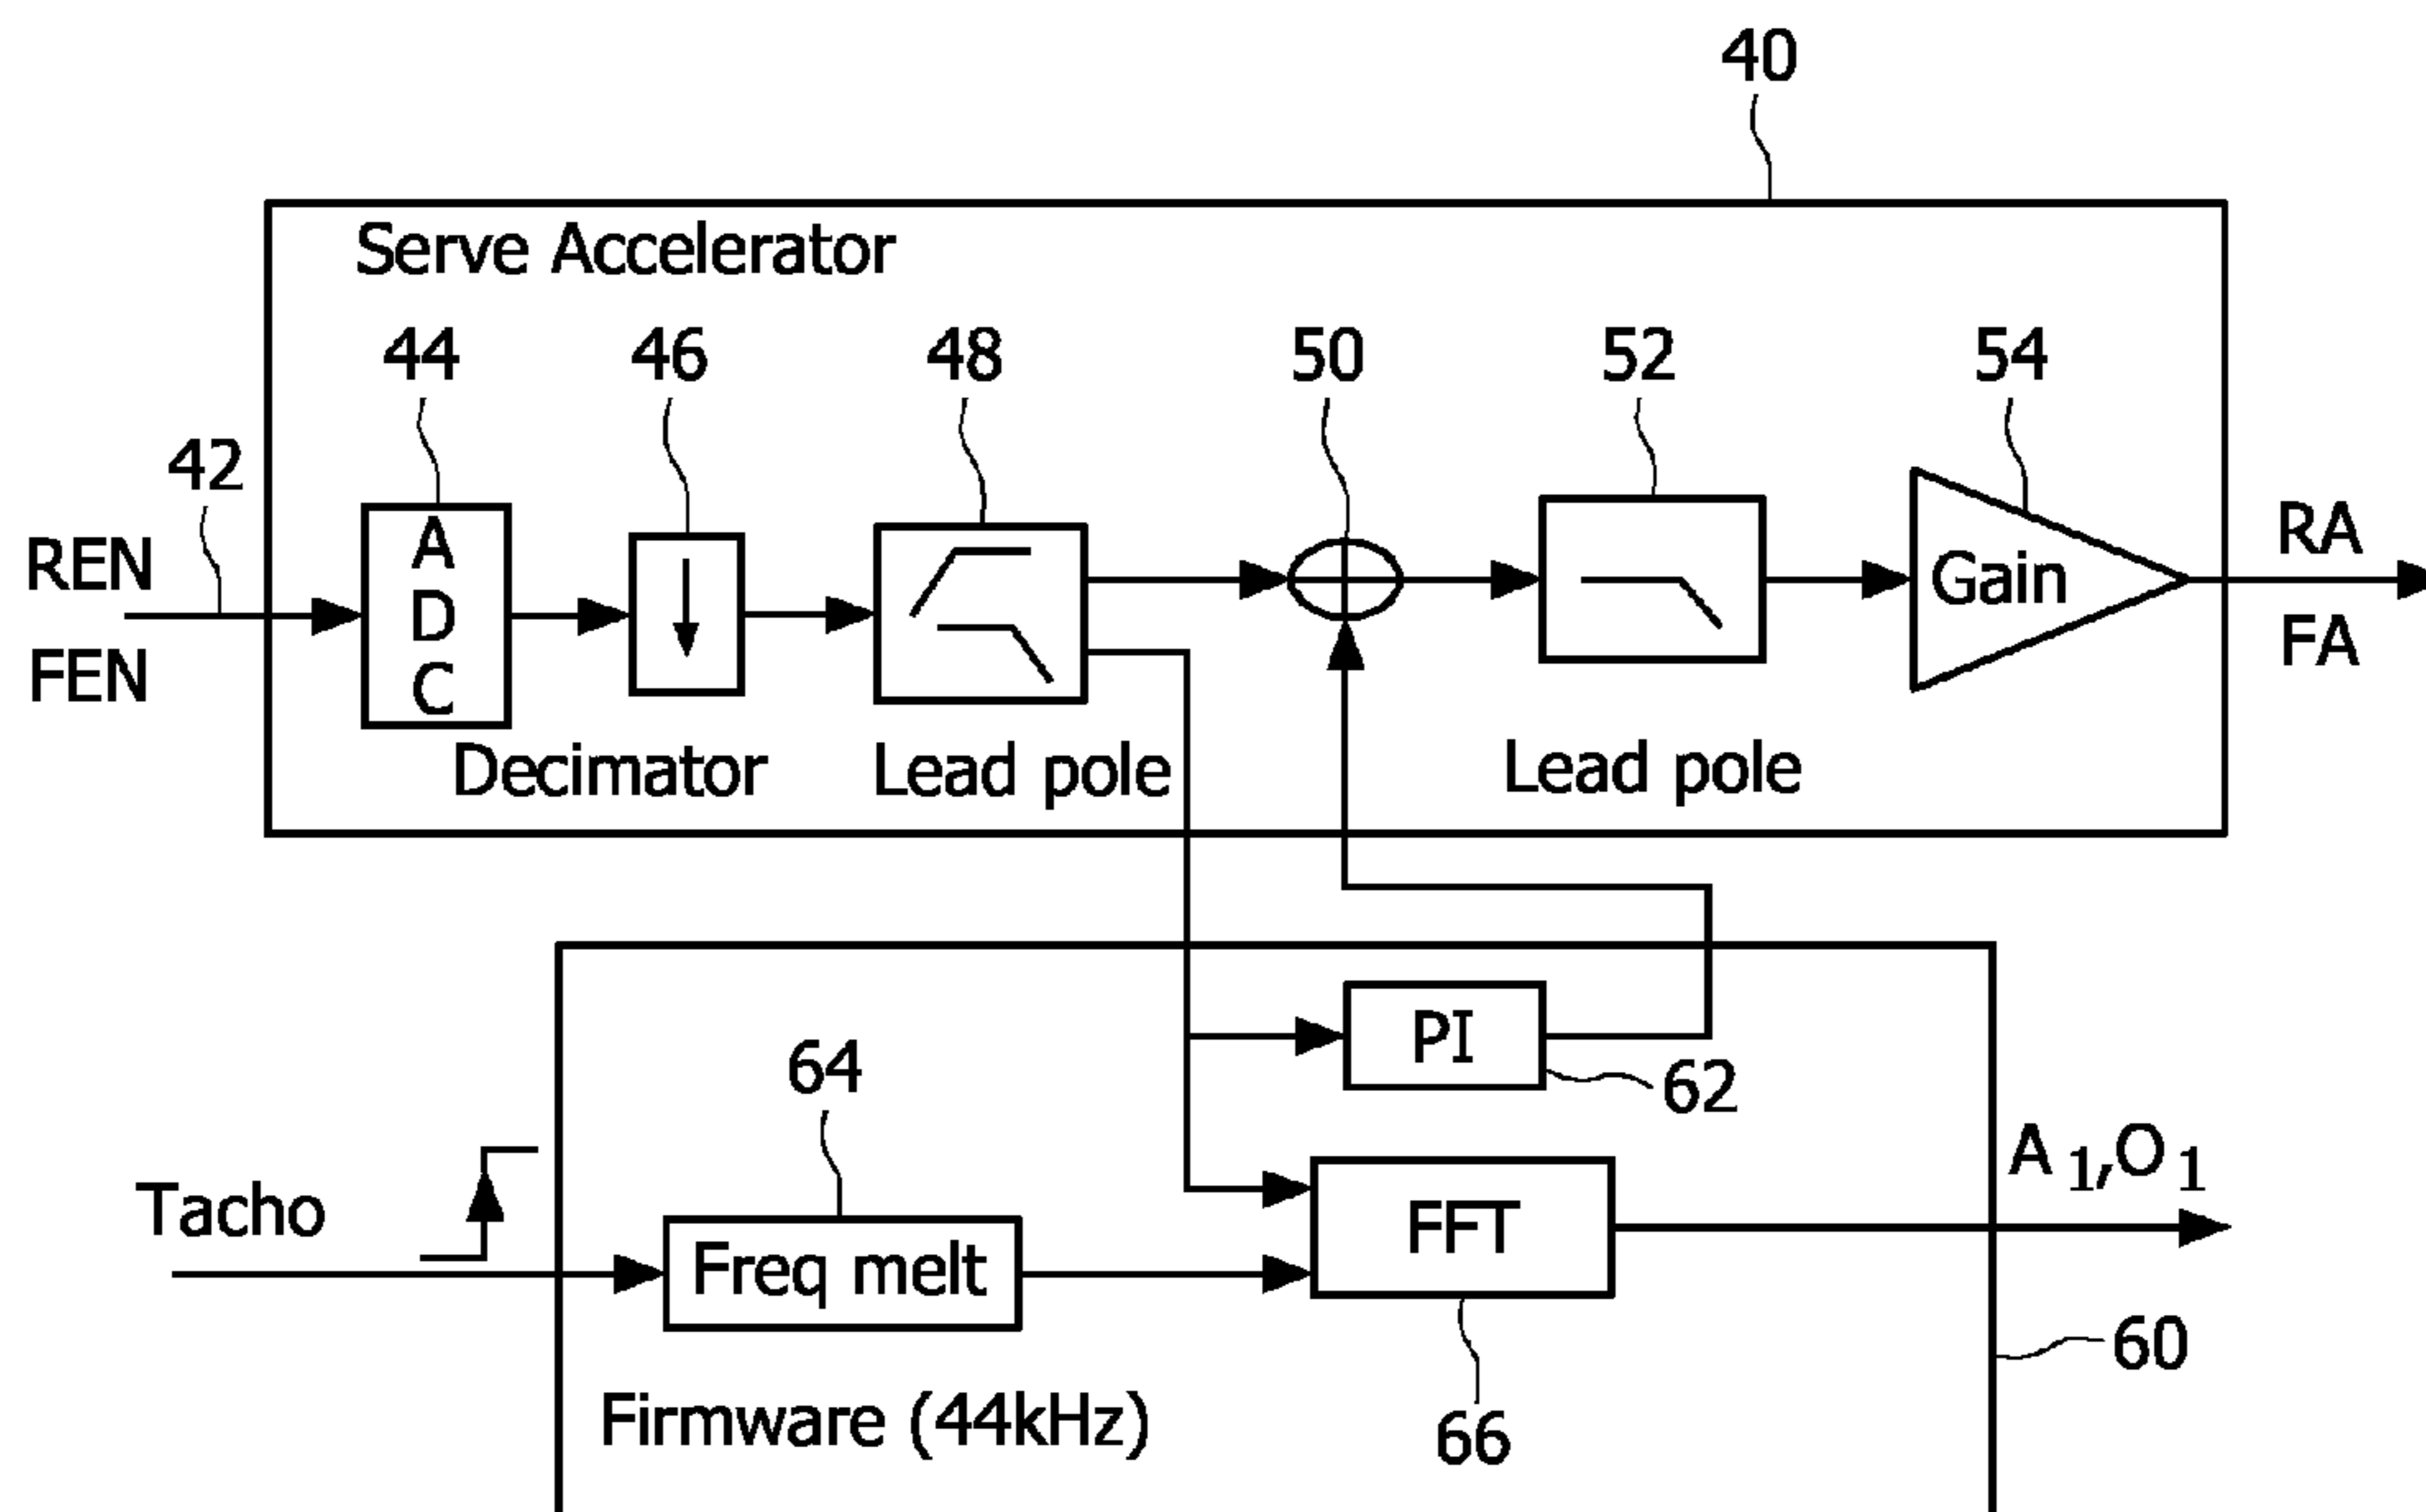 40
Serve Accelerator
44
46
48
50
52
54
42
REN
FEN
A
D
C
Gain
RA
FA
Decimator
Lead pole
Lead pole
PI
62
64
Tacho
Freq melt
FFT
A 1,O 1
60
Firmware (44kHz)
66